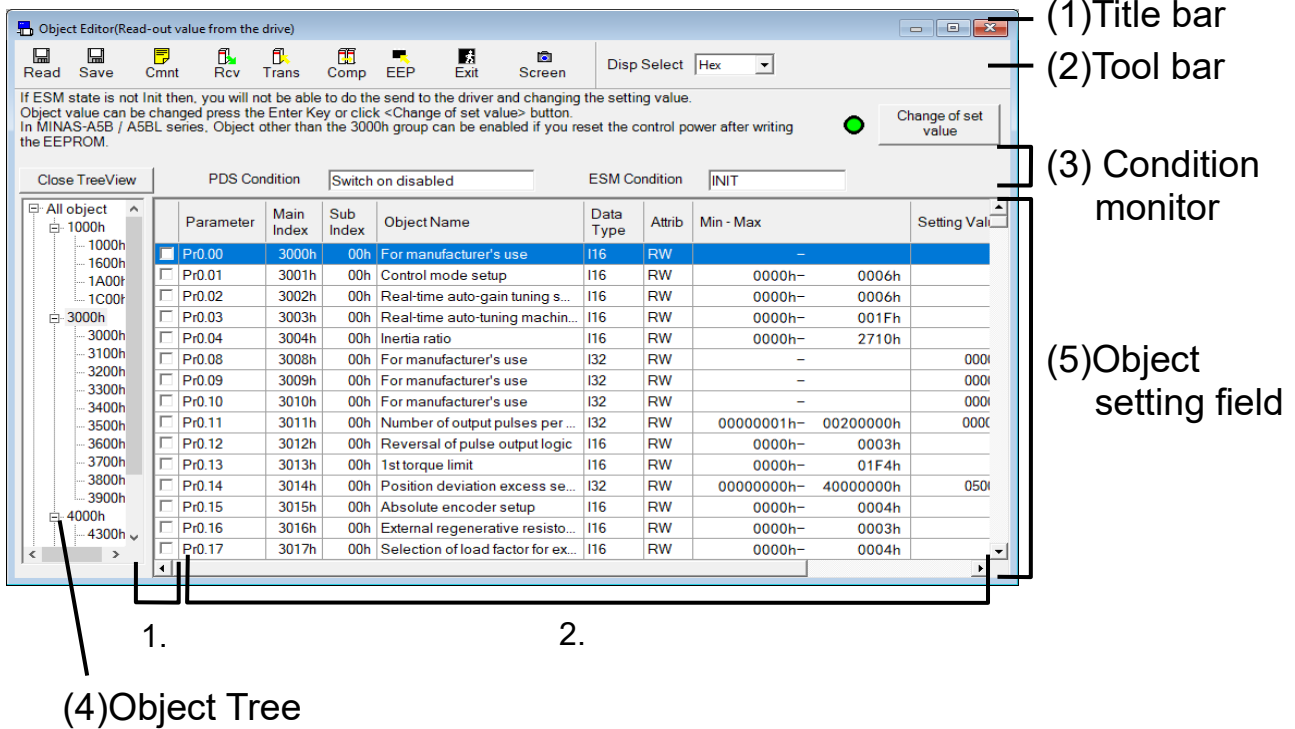 Object Editor(Read-out value from the drive)
(1)Title bar
Read Save Cmnt Rcv Trans Comp EEP Exit Screen Disp Select Hex
(2)Tool bar
If ESM state is not Init then, you will not be able to do the send to the driver and changing the setting value.
Object value can be changed press the Enter Key or click <Change of set value> button.
In MINAS-A5B / A5BL series, Object other than the 3000h group can be enabled if you reset the control power after writing
the EEPROM.
Change of set
value
Close TreeView PDS Condition Switch on disabled ESM Condition INIT
(3) Condition
monitor
All object
1000h
1000h
1600h
1A00h
1C00h
3000h
3000h
3100h
3200h
3300h
3400h
3500h
3600h
3700h
3800h
3900h
4000h
4300h
Parameter Main Index Sub Index Object Name Data Type Attrib Min - Max Setting Val
Pr0.00 3000h 00h For manufacturer's use I16 RW –
Pr0.01 3001h 00h Control mode setup I16 RW 0000h– 0006h
Pr0.02 3002h 00h Real-time auto-gain tuning s... I16 RW 0000h– 0006h
Pr0.03 3003h 00h Real-time auto-tuning machin... I16 RW 0000h– 001Fh
Pr0.04 3004h 00h Inertia ratio I16 RW 0000h– 2710h
Pr0.08 3008h 00h For manufacturer's use I32 RW – 000
Pr0.09 3009h 00h For manufacturer's use I32 RW – 000
Pr0.10 3010h 00h For manufacturer's use I32 RW – 000
Pr0.11 3011h 00h Number of output pulses per ... I32 RW 00000001h– 00200000h 000
Pr0.12 3012h 00h Reversal of pulse output logic I16 RW 0000h– 0003h
Pr0.13 3013h 00h 1st torque limit I16 RW 0000h– 01F4h
Pr0.14 3014h 00h Position deviation excess se... I32 RW 00000000h– 40000000h 050
Pr0.15 3015h 00h Absolute encoder setup I16 RW 0000h– 0004h
Pr0.16 3016h 00h External regenerative resisto... I16 RW 0000h– 0003h
Pr0.17 3017h 00h Selection of load factor for ex... I16 RW 0000h– 0004h
(5)Object
setting field
1.
2.
(4)Object Tree